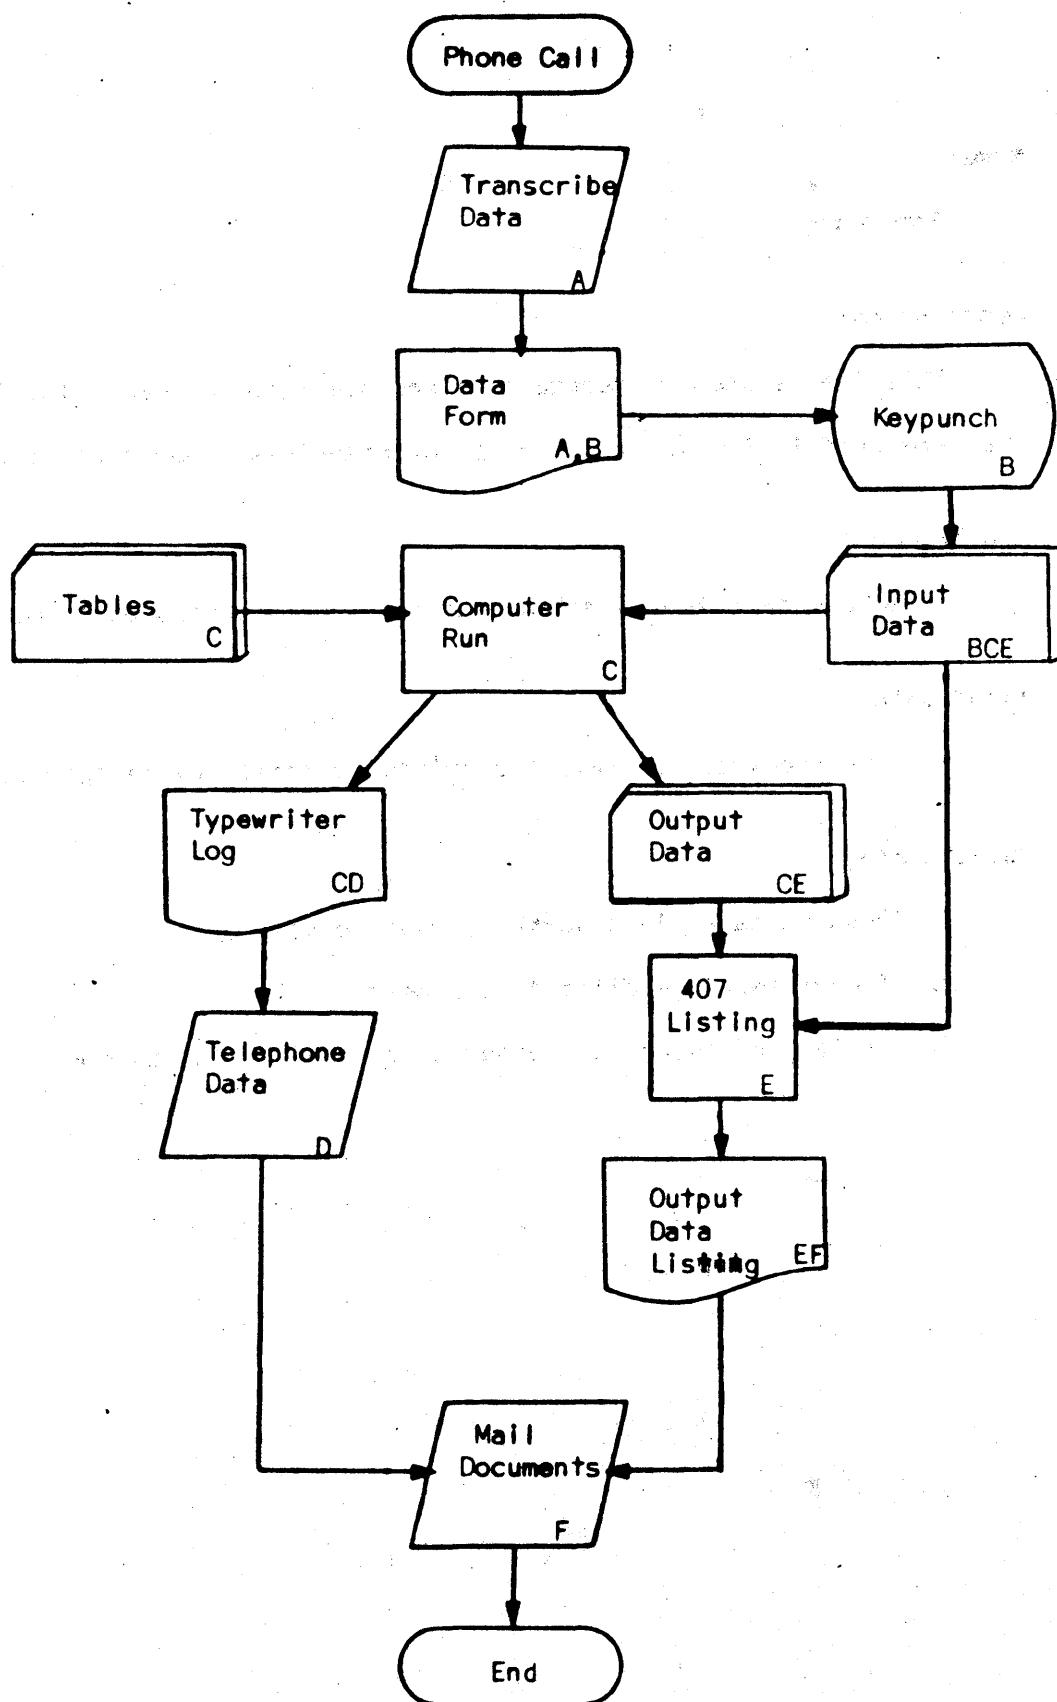 Phone Call
Transcribe
Data
A
Data
Form
A,B
Keypunch
B
Tables
C
Computer
Run
C
Input
Data
BCE
Typewriter
Log
CD
Output
Data
CE
407
Listing
E
Telephone
Data
D
Output
Data
Listing
EF
Mail
Documents
F
End